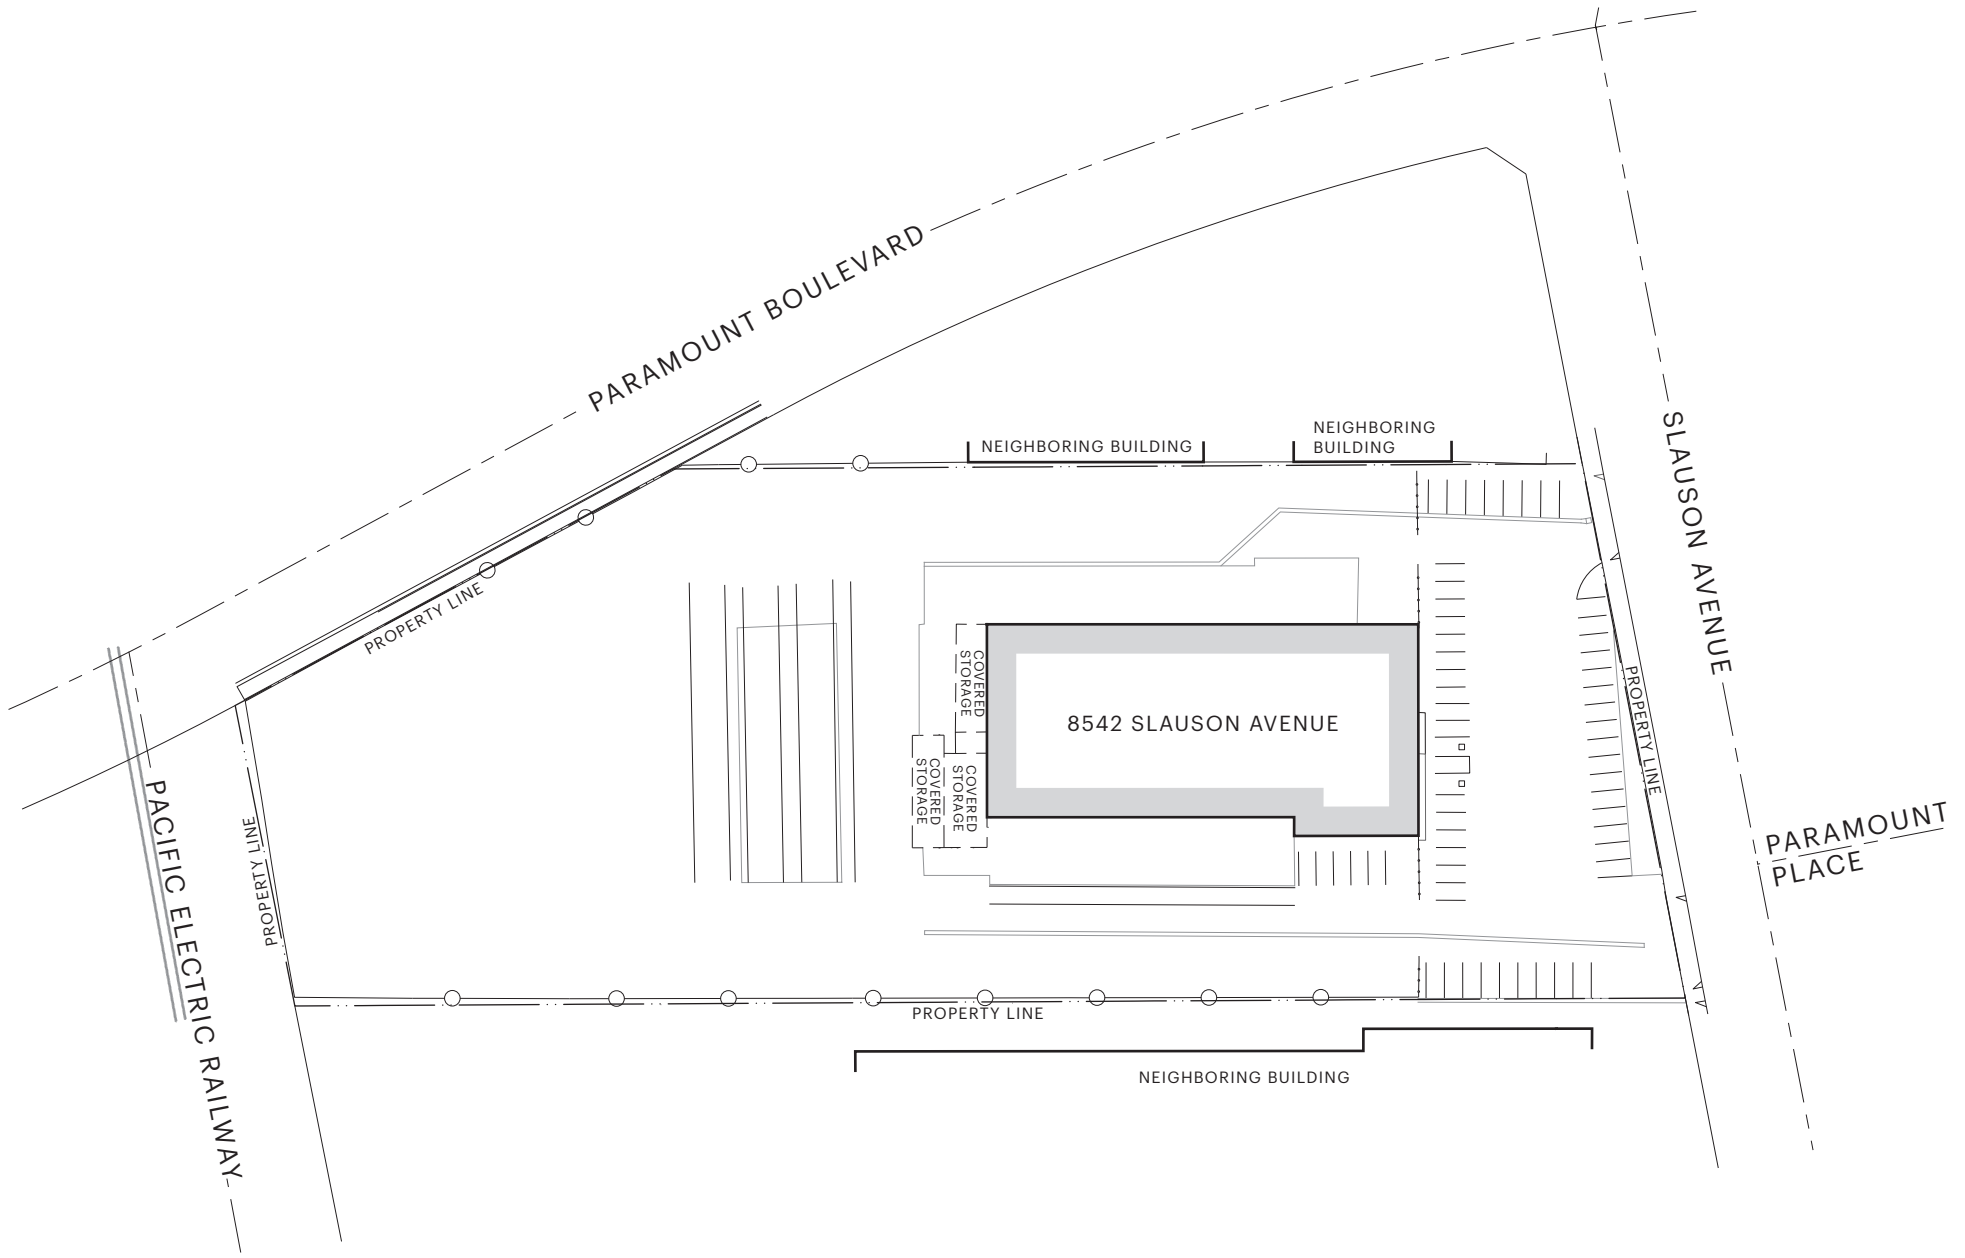 PARAMOUNT BOULEVARD
NEIGHBORING
BUILDING
NEIGHBORING BUILDING
SLAUSON AVENUE
PROPERTY LINE
COVERED
STORAGE
8542 SLAUSON AVENUE
PROPERTY LINE
COVERED
STORAGE
COVERED
STORAGE
PARAMOUNT
PLACE
PACIFIC ELECTRIC RAILWAY
PROPERTY LINE
PROPERTY LINE
NEIGHBORING BUILDING